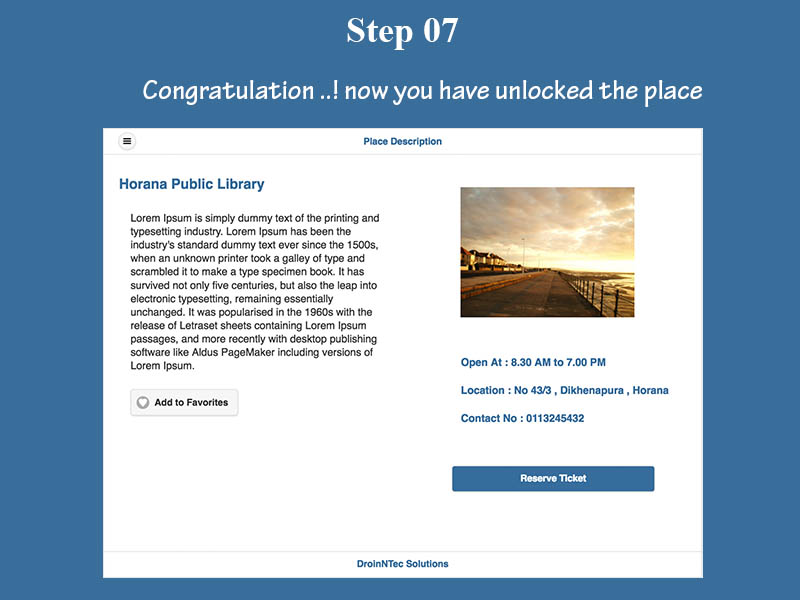 Step 07
Congratulation ..! now you have unlocked the place
Place Description
Horana Public Library
Lorem Ipsum is simply dummy text of the printing and
typesetting industry. Lorem Ipsum has been the
industry's standard dummy text ever since the 1500s,
when an unknown printer took a galley of type and
scrambled it to make a type specimen book. It has
survived not only five centuries, but also the leap into
electronic typesetting, remaining essentially
unchanged. It was popularised in the 1960s with the
release of Letraset sheets containing Lorem Ipsum
passages, and more recently with desktop publishing
software like Aldus PageMaker including versions of
Lorem Ipsum.
Add to Favorites
Open At : 8.30 AM to 7.00 PM
Location : No 43/3 , Dikhenapura , Horana
Contact No : 0113245432
Reserve Ticket
DroinNTec Solutions